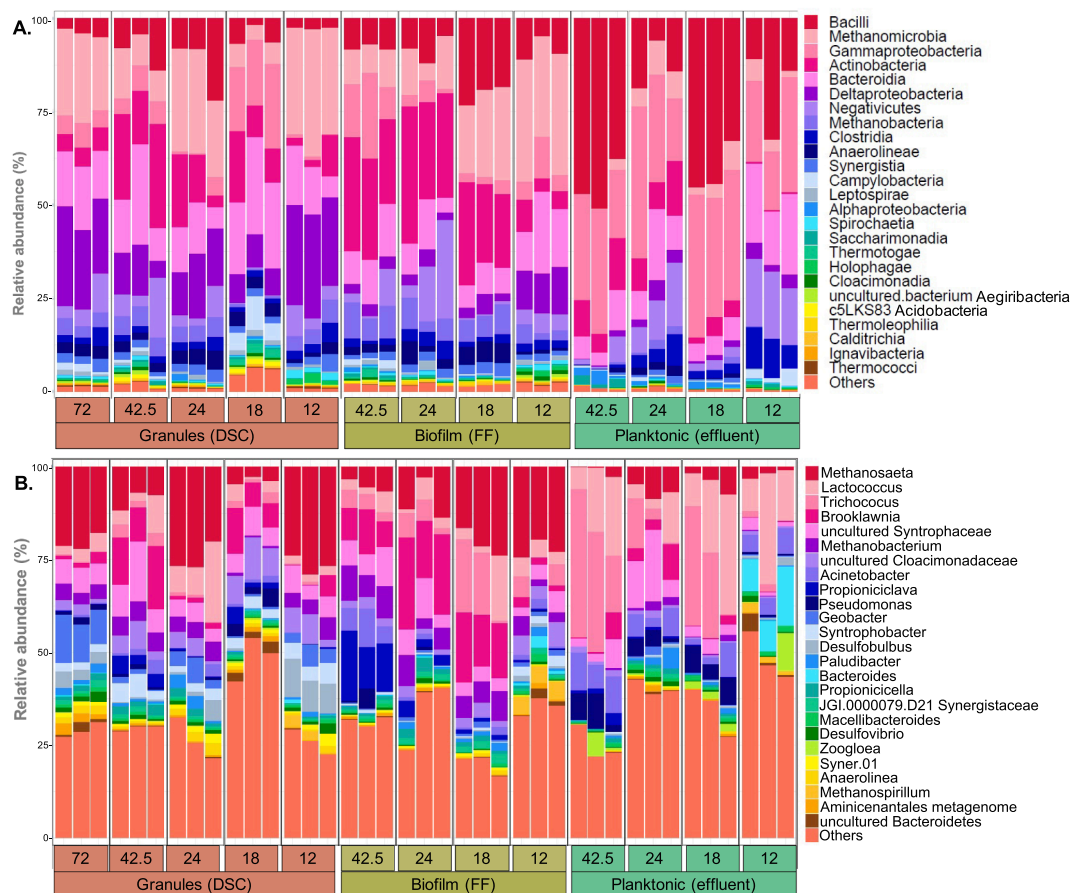 A.
Relative abundance (%)
100-
75-
50-
25-
0-
72 42.5 24 18 12 42.5 24 18 12 42.5 24 18 12
Granules (DSC) Biofilm (FF) Planktonic (effluent)
Bacilli
Methanomicrobia
Gammaproteobacteria
Actinobacteria
Bacteroidia
Deltaproteobacteria
Negativicutes
Methanobacteria
Clostridia
Anaerolineae
Synergistia
Campylobacteria
Leptospirae
Alphaproteobacteria
Spirochaetia
Saccharimonadia
Thermotogae
Holophagae
Cloacimonadia
uncultured.bacterium Aegiribacteria
c5LKS83 Acidobacteria
Thermoleophilia
Calditrichia
Ignavibacteria
Thermococci
Others
B.
Relative abundance (%)
100-
75-
50-
25-
0-
72 42.5 24 18 12 42.5 24 18 12 42.5 24 18 12
Granules (DSC) Biofilm (FF) Planktonic (effluent)
Methanosaeta
Lactococcus
Trichococcus
Brooklawnia
uncultured Syntrophaceae
Methanobacterium
uncultured Cloacimonadaceae
Acinetobacter
Propioniciclava
Pseudomonas
Geobacter
Syntrophobacter
Desulfobulbus
Paludibacter
Bacteroides
Propionicicella
JGI.0000079.D21 Synergistaceae
Macellibacteroides
Desulfovibrio
Zoogloea
Syner.01
Anaerolinea
Methanospirillum
Aminicenantales metagenome
uncultured Bacteroidetes
Others